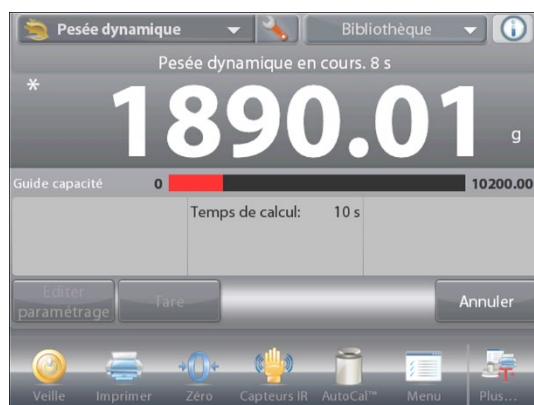 Pesée dynamique Bibliothèque
Pesée dynamique en cours. 8 s
* 1890.01 g
Guide capacité 0 10200.00
Temps de calcul: 10 s
Editer paramétrage Tare Annuler
Veille Imprimer Zéro Capteurs IR AutoCal™ Menu Plus...